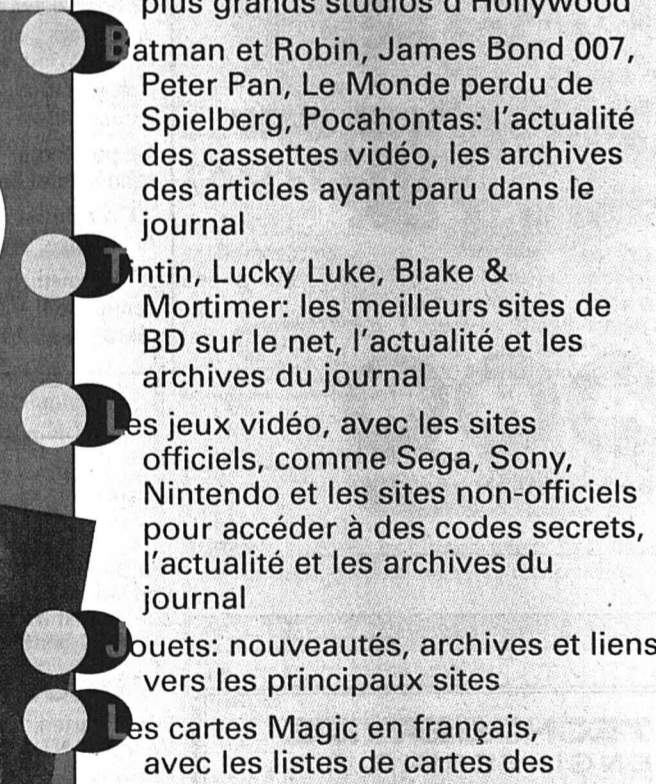 plus grands studios d'Hollywood
Batman et Robin, James Bond 007,
Peter Pan, Le Monde perdu de
Spielberg, Pocahontas: l'actualité
des cassettes vidéo, les archives
des articles ayant paru dans le
journal
Tintin, Lucky Luke, Blake &
Mortimer: les meilleurs sites de
BD sur le net, l'actualité et les
archives du journal
Les jeux vidéo, avec les sites
officiels, comme Sega, Sony,
Nintendo et les sites non-officiels
pour accéder à des codes secrets,
l'actualité et les archives du
journal
Jouets: nouveautés, archives et liens
vers les principaux sites
Les cartes Magic en français,
avec les listes de cartes des